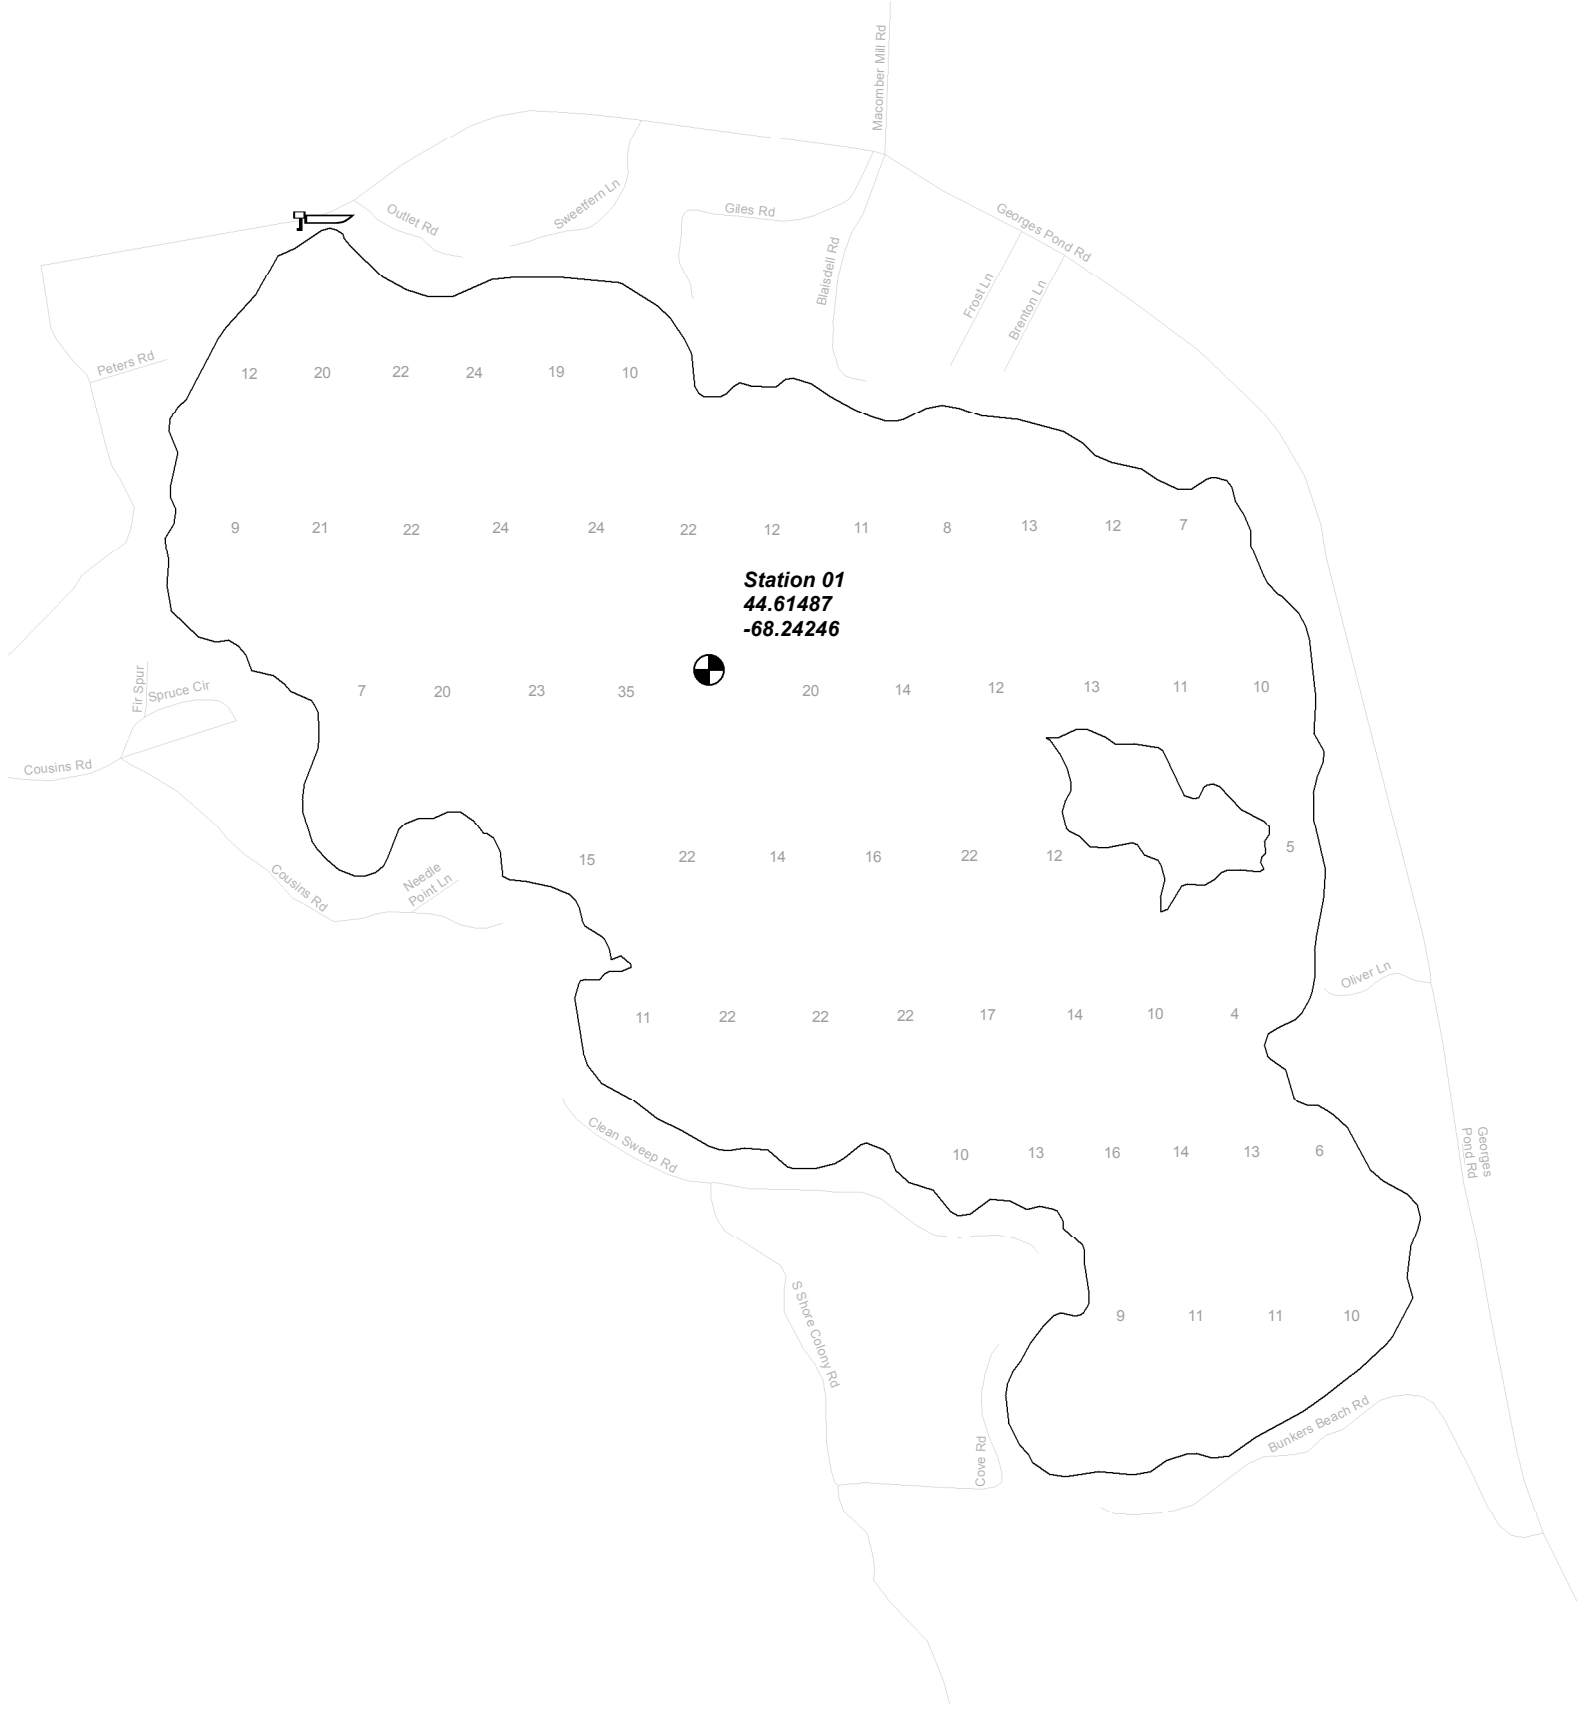 Macomber Mill Rd
Outlet Rd
Sweetfern Ln
Giles Rd
Blaisdell Rd
Georges Pond Rd
Frost Ln
Brenton Ln
Peters Rd
12 20 22 24 19 10
9 21 22 24 24 22 12 11 8 13 12 7
Station 01
44.61487
-68.24246
Fir Spur
Spruce Cir
7 20 23 35 20 14 12 13 11 10
Cousins Rd
15 22 14 16 22 12 5
Cousins Rd
Needle
Point Ln
Oliver Ln
11 22 22 22 17 14 10 4
Clean Sweep Rd
10 13 16 14 13 6
Georges
Pond Rd
S Shore Colony Rd
9 11 11 10
Cove Rd
Bunkers Beach Rd